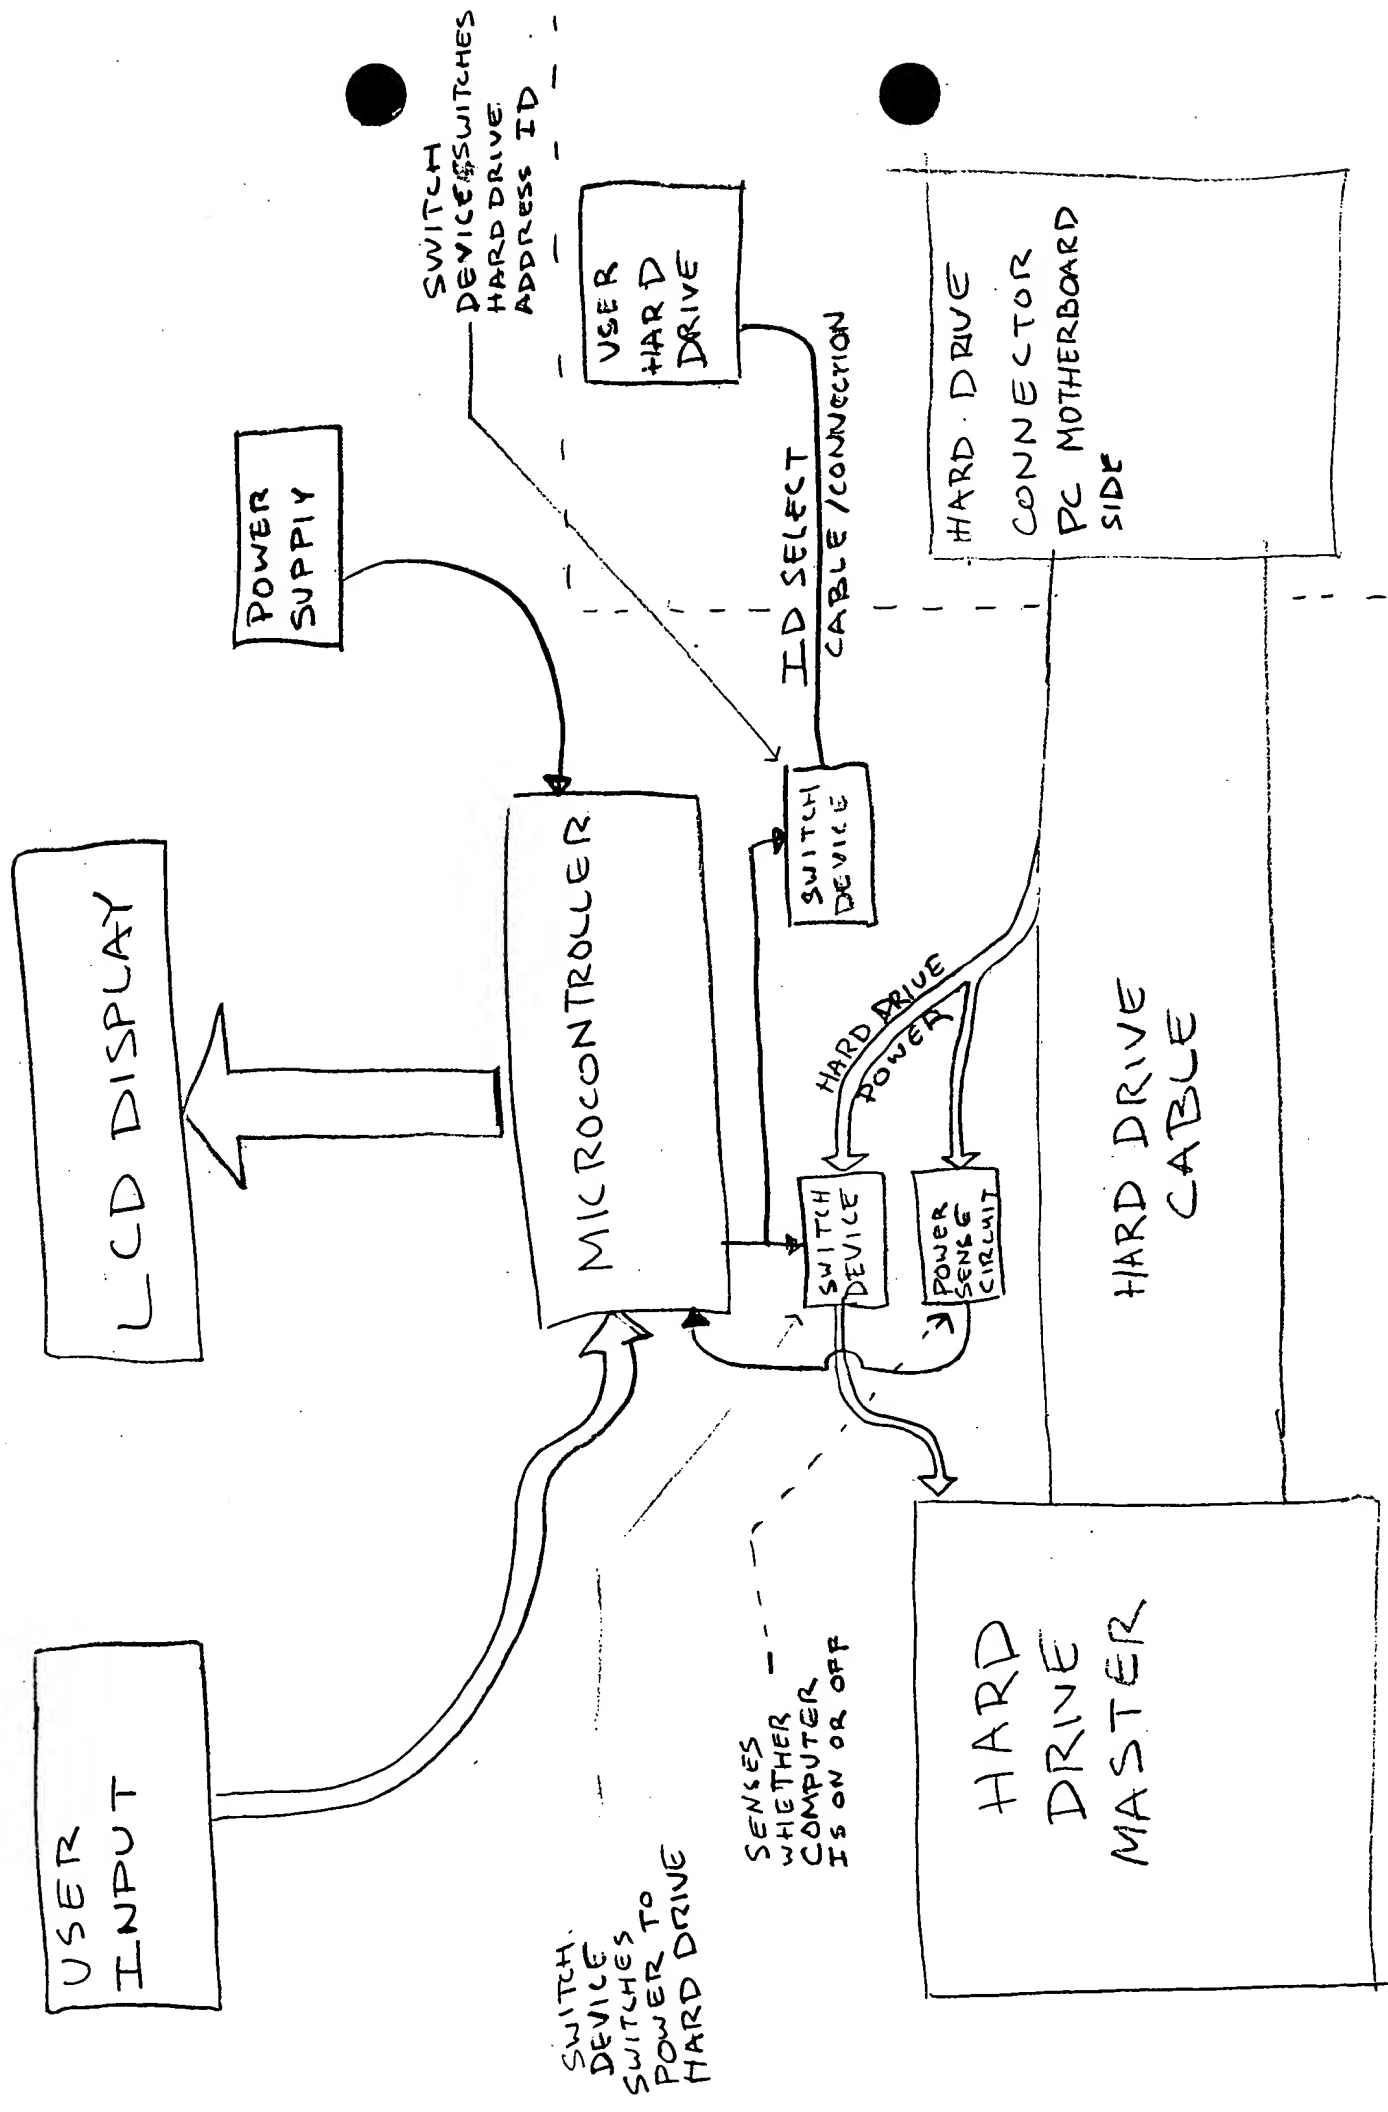 USER
INPUT
LCD DISPLAY
POWER
SUPPLY
SWITCH
DEVICE SWITCHES
HARD DRIVE
ADDRESS ID
MICROCONTROLLER
USER
HARD
DRIVE
SWITCH
DEVICE
SWITCHES
POWER TO
HARD DRIVE
SENSES
WHETHER
COMPUTER
IS ON OR OFF
SWITCH
DEVICE
POWER
SENSE
CIRCUIT
HARD DRIVE
POWER
SWITCH
DEVICE
ID SELECT
CABLE/CONNECTION
HARD
DRIVE
MASTER
HARD DRIVE
CABLE
HARD DRIVE
CONNECTOR
PC MOTHERBOARD
SIDE